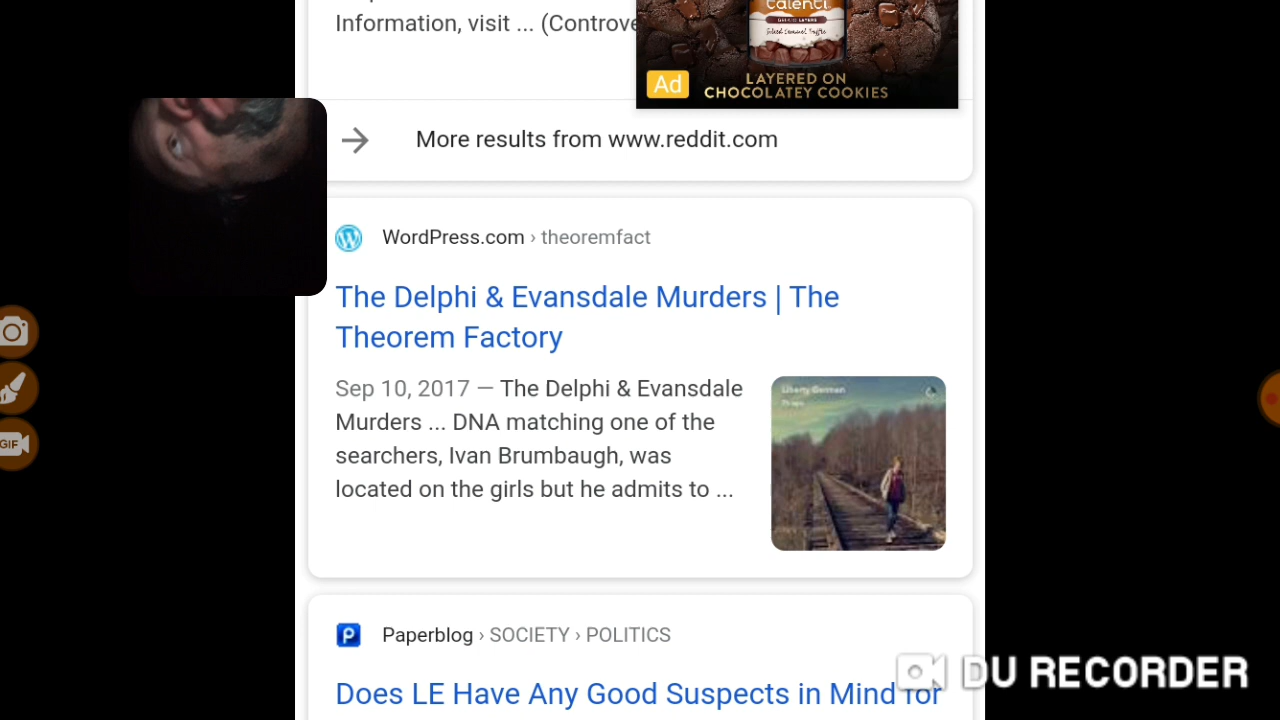 Information, visit ... (Controve
Ad
LAYERED ON
CHOCOLATEY COOKIES
More results from www.reddit.com
WordPress.com › theoremfact
The Delphi & Evansdale Murders | The
Theorem Factory
Sep 10, 2017 — The Delphi & Evansdale
Murders ... DNA matching one of the
searchers, Ivan Brumbaugh, was
located on the girls but he admits to ...
Liberty German
GIF
Paperblog › SOCIETY › POLITICS
Does LE Have Any Good Suspects in Mind for
DU RECORDER